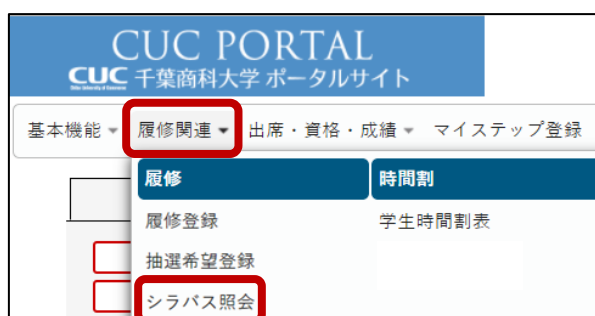 CUC PORTAL
CUC 千葉商科大学 ポータルサイト
基本機能 履修関連 出席・資格・成績 マイステップ登録
履修 時間割
履修登録 学生時間割表
抽選希望登録
シラバス照会